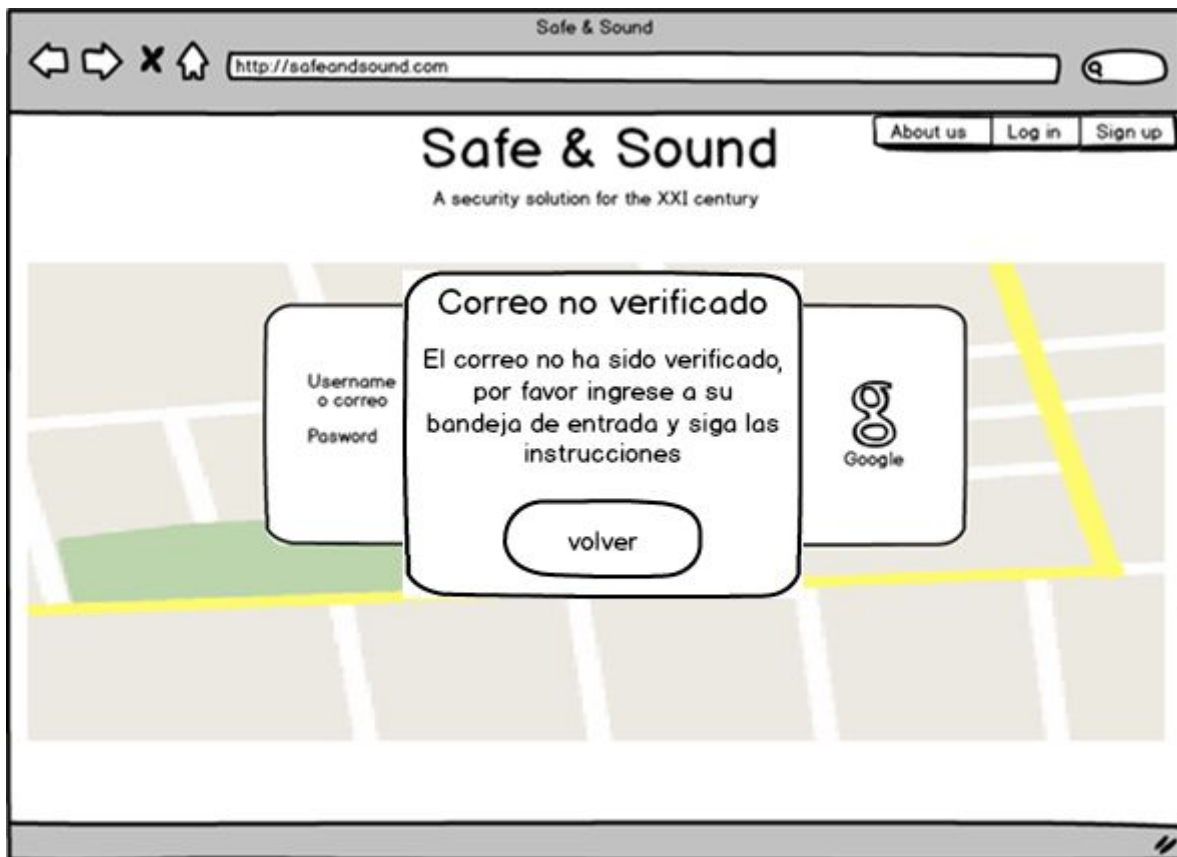 Safe & Sound
http://safeandsound.com
About us
Log in
Sign up
Safe & Sound
A security solution for the XXI century
Correo no verificado
El correo no ha sido verificado,
por favor ingrese a su
bandeja de entrada y siga las
instrucciones
volver
Username
o correo
Pasword
g
Google